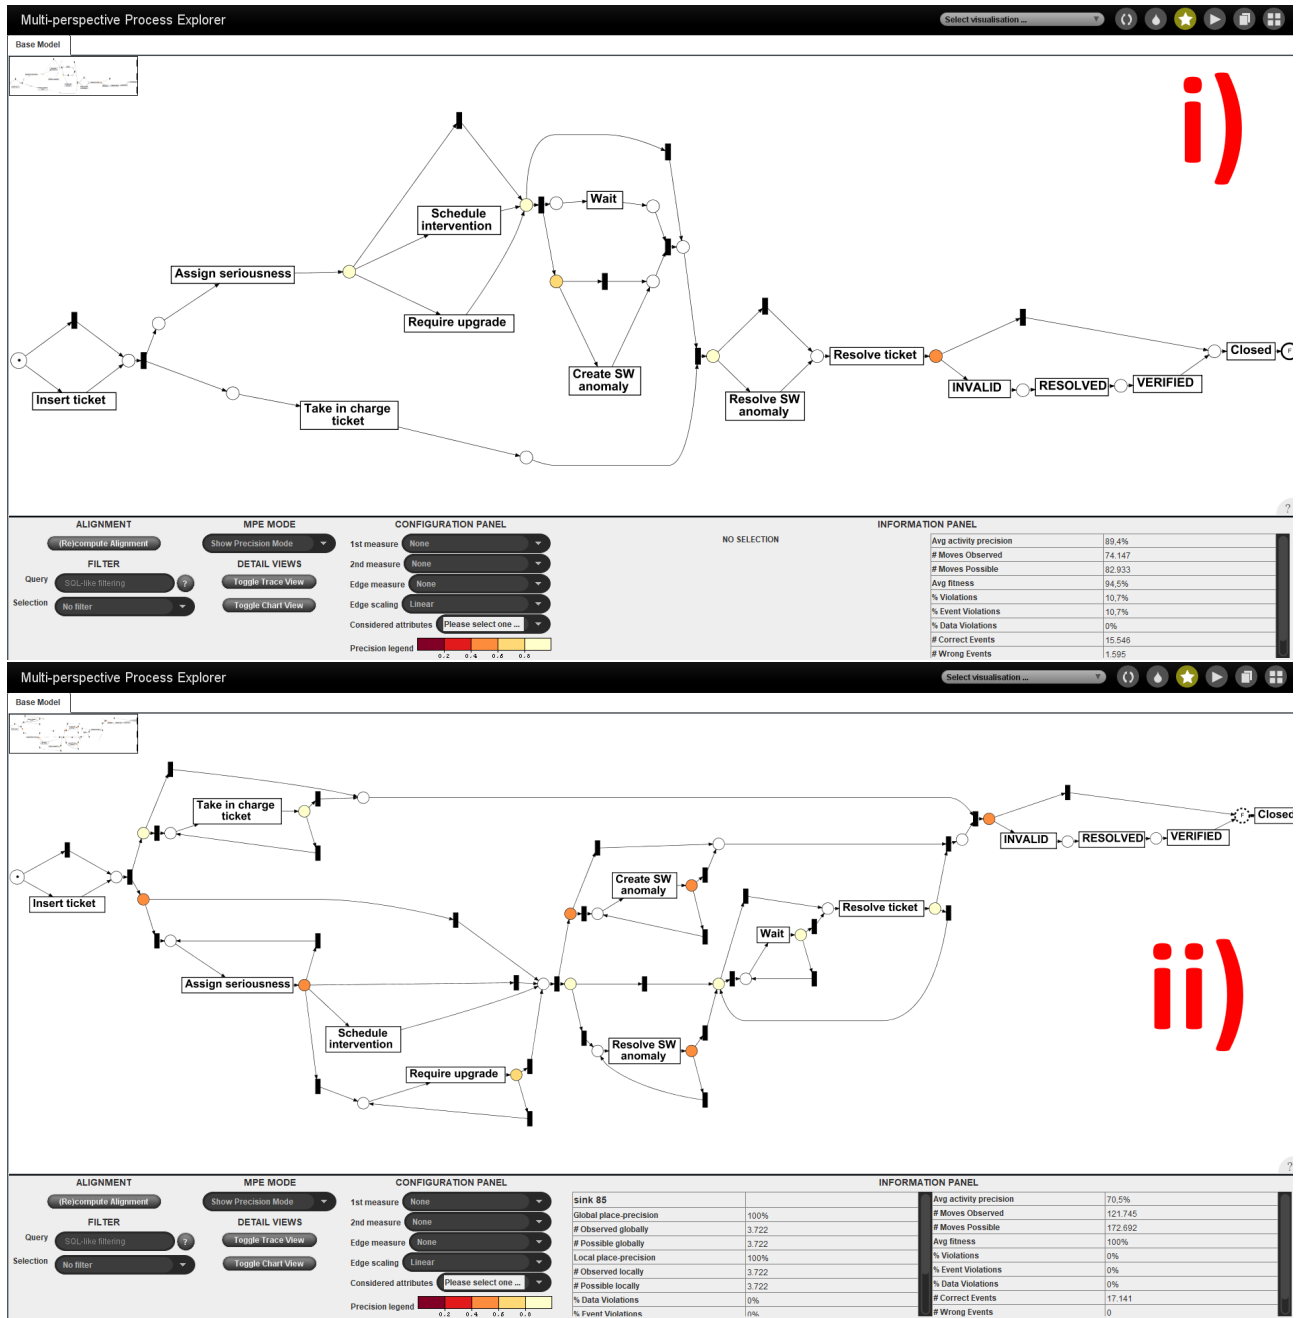 Multi-perspective Process Explorer
Select visualisation ...
Base Model
i)
Schedule
intervention
Wait
Assign seriousness
Require upgrade
Create SW
anomaly
Insert ticket
Take in charge
ticket
Resolve SW
anomaly
Resolve ticket
INVALID
RESOLVED
VERIFIED
Closed
F
?
ALIGNMENT
(Re)compute Alignment
FILTER
Query
SQL-like filtering
?
Selection
No filter
MPE MODE
Show Precision Mode
DETAIL VIEWS
Toggle Trace View
Toggle Chart View
CONFIGURATION PANEL
1st measure None
2nd measure None
Edge measure None
Edge scaling Linear
Considered attributes Please select one ...
Precision legend
0.2 0.4 0.6 0.8
INFORMATION PANEL
NO SELECTION
Avg activity precision 89,4%
# Moves Observed 74.147
# Moves Possible 82.933
Avg fitness 94,5%
% Violations 10,7%
% Event Violations 10,7%
% Data Violations 0%
# Correct Events 15.546
# Wrong Events 1.595
Multi-perspective Process Explorer
Select visualisation ...
Base Model
ii)
Take in charge
ticket
Insert ticket
Assign seriousness
Schedule
intervention
Require upgrade
Create SW
anomaly
Resolve SW
anomaly
Wait
Resolve ticket
INVALID
RESOLVED
VERIFIED
F
Closed
?
ALIGNMENT
(Re)compute Alignment
FILTER
Query
SQL-like filtering
?
Selection
No filter
MPE MODE
Show Precision Mode
DETAIL VIEWS
Toggle Trace View
Toggle Chart View
CONFIGURATION PANEL
1st measure None
2nd measure None
Edge measure None
Edge scaling Linear
Considered attributes Please select one ...
Precision legend
0.2 0.4 0.6 0.8
INFORMATION PANEL
sink 85
Global place-precision 100%
# Observed globally 3.722
# Possible globally 3.722
Local place-precision 100%
# Observed locally 3.722
# Possible locally 3.722
% Data Violations 0%
% Event Violations 0%
Avg activity precision 70,5%
# Moves Observed 121.745
# Moves Possible 172.692
Avg fitness 100%
% Violations 0%
% Event Violations 0%
% Data Violations 0%
# Correct Events 17.141
# Wrong Events 0